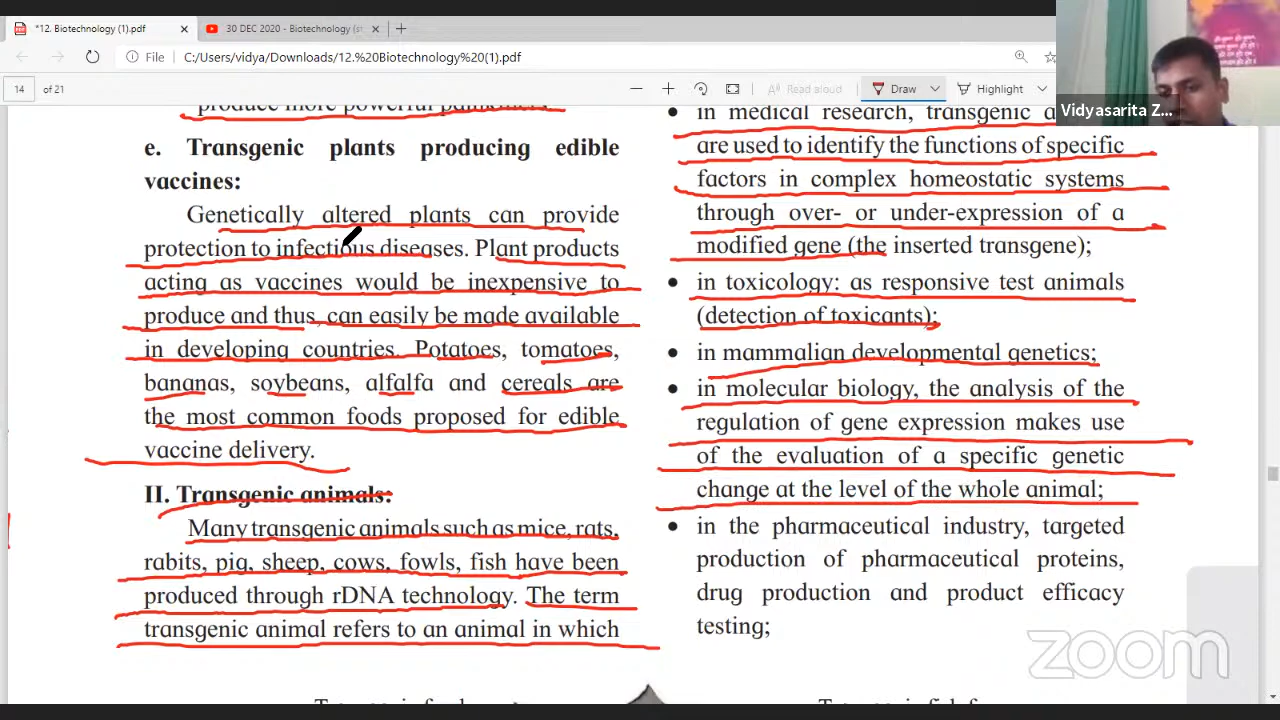 *12. Biotechnology (1).pdf
30 DEC 2020 - Biotechnology (st
File
C:/Users/vidya/Downloads/12.%20Biotechnology%20(1).pdf
14 of 21
Read aloud
Draw
Highlight
Vidyasarita Z...
produce more powerful painkillers.
e. Transgenic plants producing edible
vaccines:
Genetically altered plants can provide
protection to infectious diseases. Plant products
acting as vaccines would be inexpensive to
produce and thus, can easily be made available
in developing countries. Potatoes, tomatoes,
bananas, soybeans, alfalfa and cereals are
the most common foods proposed for edible
vaccine delivery.
II. Transgenic animals:
Many transgenic animals such as mice, rats,
rabits, pig, sheep, cows, fowls, fish have been
produced through rDNA technology. The term
transgenic animal refers to an animal in which
• in medical research, transgenic
are used to identify the functions of specific
factors in complex homeostatic systems
through over- or under-expression of a
modified gene (the inserted transgene);
• in toxicology: as responsive test animals
(detection of toxicants);
• in mammalian developmental genetics;
• in molecular biology, the analysis of the
regulation of gene expression makes use
of the evaluation of a specific genetic
change at the level of the whole animal;
• in the pharmaceutical industry, targeted
production of pharmaceutical proteins,
drug production and product efficacy
testing;
zoom